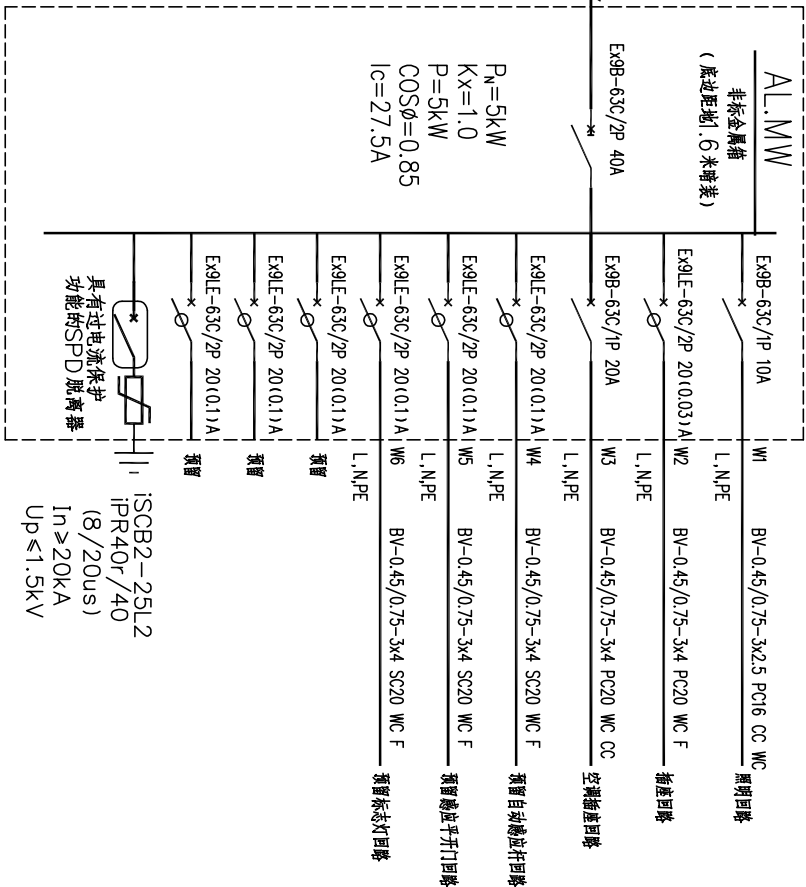 AL.MW
非标金属箱
(底边距地1.6米暗装)
Ex9B-63C/2P 40A
P_N=5kW
Kx=1.0
P=5kW
COSø=0.85
Ic=27.5A
Ex9B-63C/1P 10A
W1
L,N,PE
BV-0.45/0.75-3x2.5 PC16 CC WC
照明回路
Ex9LE-63C/2P 20(0.03)A
W2
L,N,PE
BV-0.45/0.75-3x4 PC20 WC F
插座回路
Ex9B-63C/1P 20A
W3
L,N,PE
BV-0.45/0.75-3x4 PC20 WC CC
空调插座回路
Ex9LE-63C/2P 20(0.1)A
W4
L,N,PE
BV-0.45/0.75-3x4 SC20 WC F
预留自动感应杆回路
Ex9LE-63C/2P 20(0.1)A
W5
L,N,PE
BV-0.45/0.75-3x4 SC20 WC F
预留感应平开门回路
Ex9LE-63C/2P 20(0.1)A
W6
L,N,PE
BV-0.45/0.75-3x4 SC20 WC F
预留标志灯回路
Ex9LE-63C/2P 20(0.1)A
预留
Ex9LE-63C/2P 20(0.1)A
预留
Ex9LE-63C/2P 20(0.1)A
预留
具有过电流保护
功能的SPD脱离器
iSCB2-25L2
iPR40r/40
(8/20us)
In≥20kA
Up≤1.5kV